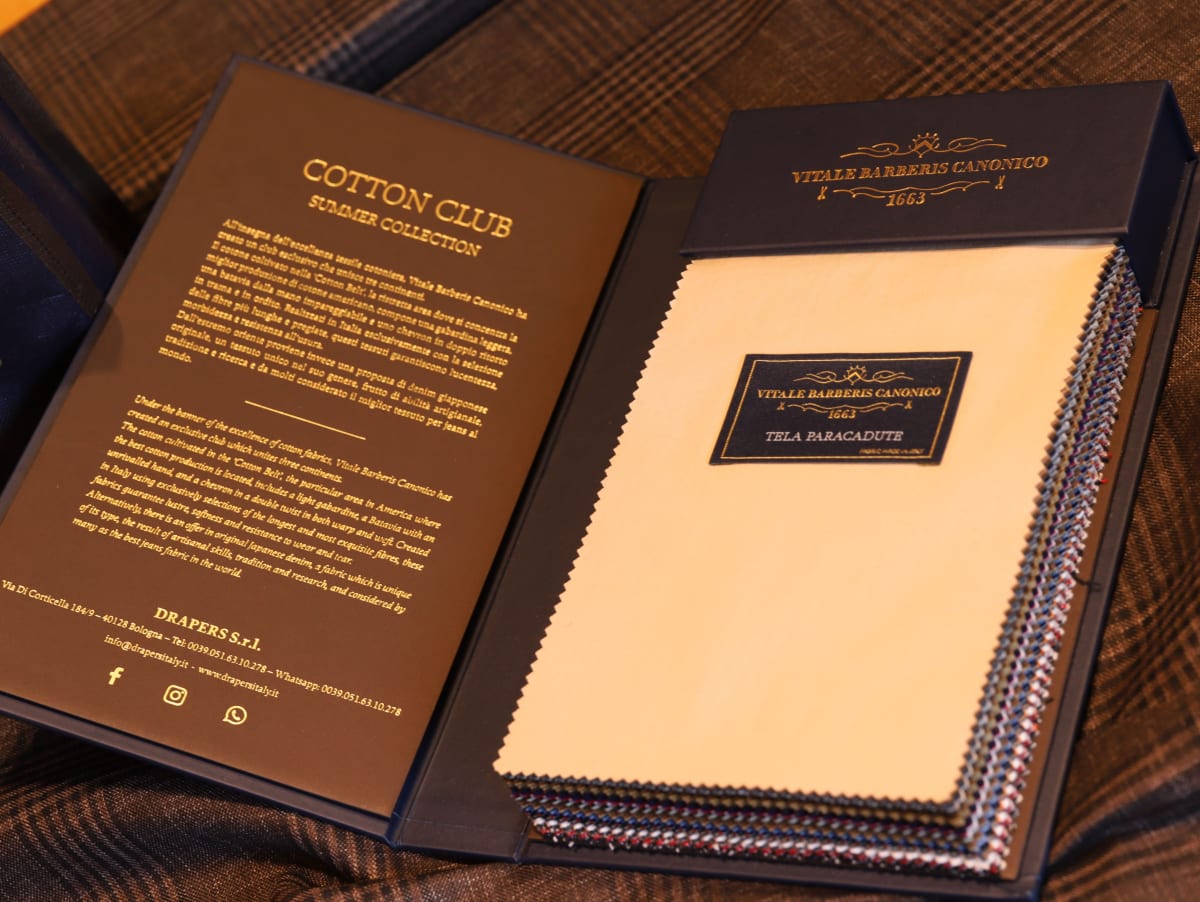 COTTON CLUB
SUMMER COLLECTION
All'insegna dell'eccellenza tessile cotoniera, Vitale Barberis Canonico ha
creato un club esclusivo, che unisce tre continenti.
Il cotone coltivato nella 'Cotton Belt', la ristretta area dove si concentra la
miglior produzione di cotone americano, compone una gabardina leggera,
una batavia dalla mano impareggiabile e uno chevron in doppio ritorto
in trama e in ordito. Realizzati in Italia esclusivamente con la selezione
delle fibre più lunghe e pregiate, questi tessuti garantiscono lucentezza,
morbidezza e resistenza all'usura.
Dall'estremo oriente proviene invece una proposta di denim giapponese
originale, un tessuto unico nel suo genere, frutto di abilità artigianale,
tradizione e ricerca e da molti considerato il miglior tessuto per jeans al
mondo.
Under the banner of the excellence of cotton fabrics, Vitale Barberis Canonico has
created an exclusive club which unites three continents.
The cotton cultivated in the 'Cotton Belt', the particular area in America where
the best cotton production is located, includes a light gabardine, a Batavia with an
unrivalled hand, and a chevron in a double twist in both warp and weft. Created
in Italy using exclusively selections of the longest and most exquisite fibres, these
fabrics guarantee lustre, softness and resistance to wear and tear.
Alternatively, there is an offer in original Japanese denim, a fabric which is unique
of its type, the result of artisanal skills, tradition and research, and considered by
many as the best jeans fabric in the world.
DRAPERS S.r.l.
Via Di Corticella 184/9 – 40128 Bologna – Tel: 0039.051.63.10.278 – Whatsapp: 0039.051.63.10.278
info@drapersitaly.it - www.drapersitaly.it
VITALE BARBERIS CANONICO
1663
VITALE BARBERIS CANONICO
1663
TELA PARACADUTE
FABRIC MADE IN ITALY